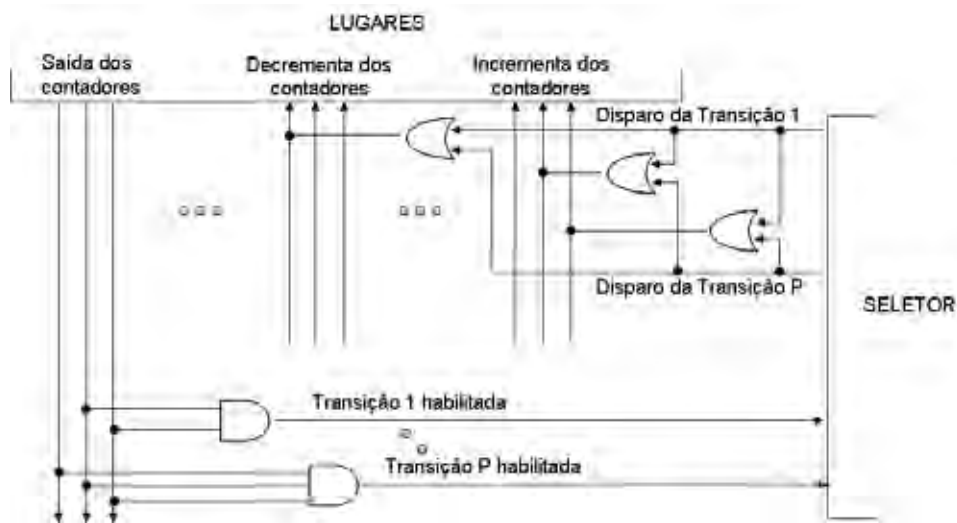 LUGARES
Saída dos
contadores
Decrementa dos
contadores
Incrementa dos
contadores
Disparo da Transição 1
Disparo da Transição P
SELETOR
Transição 1 habilitada
Transição P habilitada